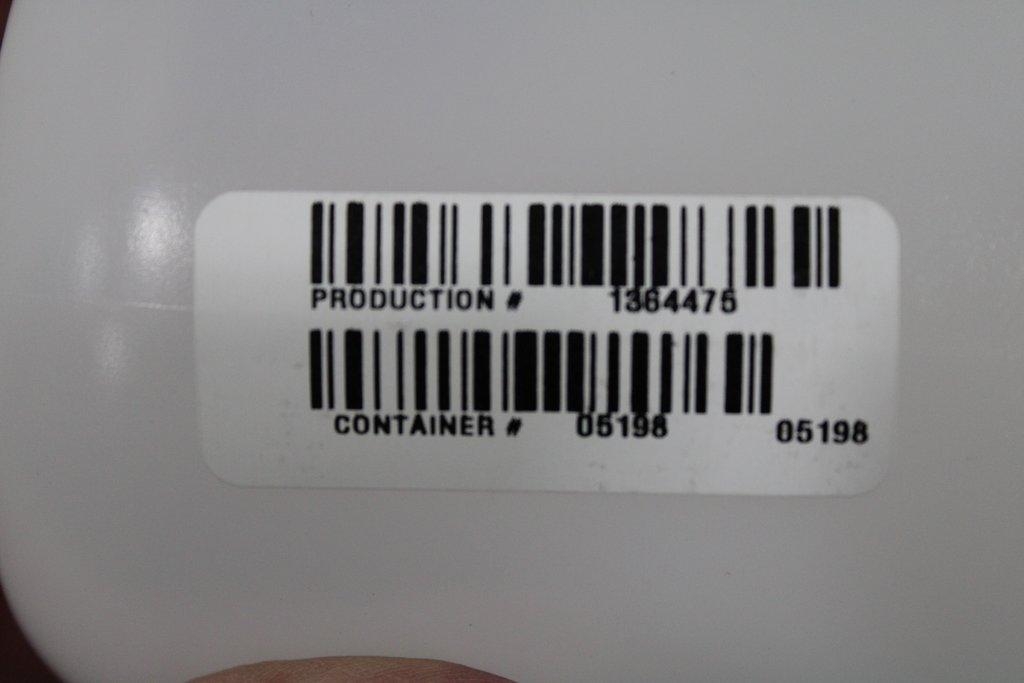 PRODUCTION # 1364475
CONTAINER # 05198 05198